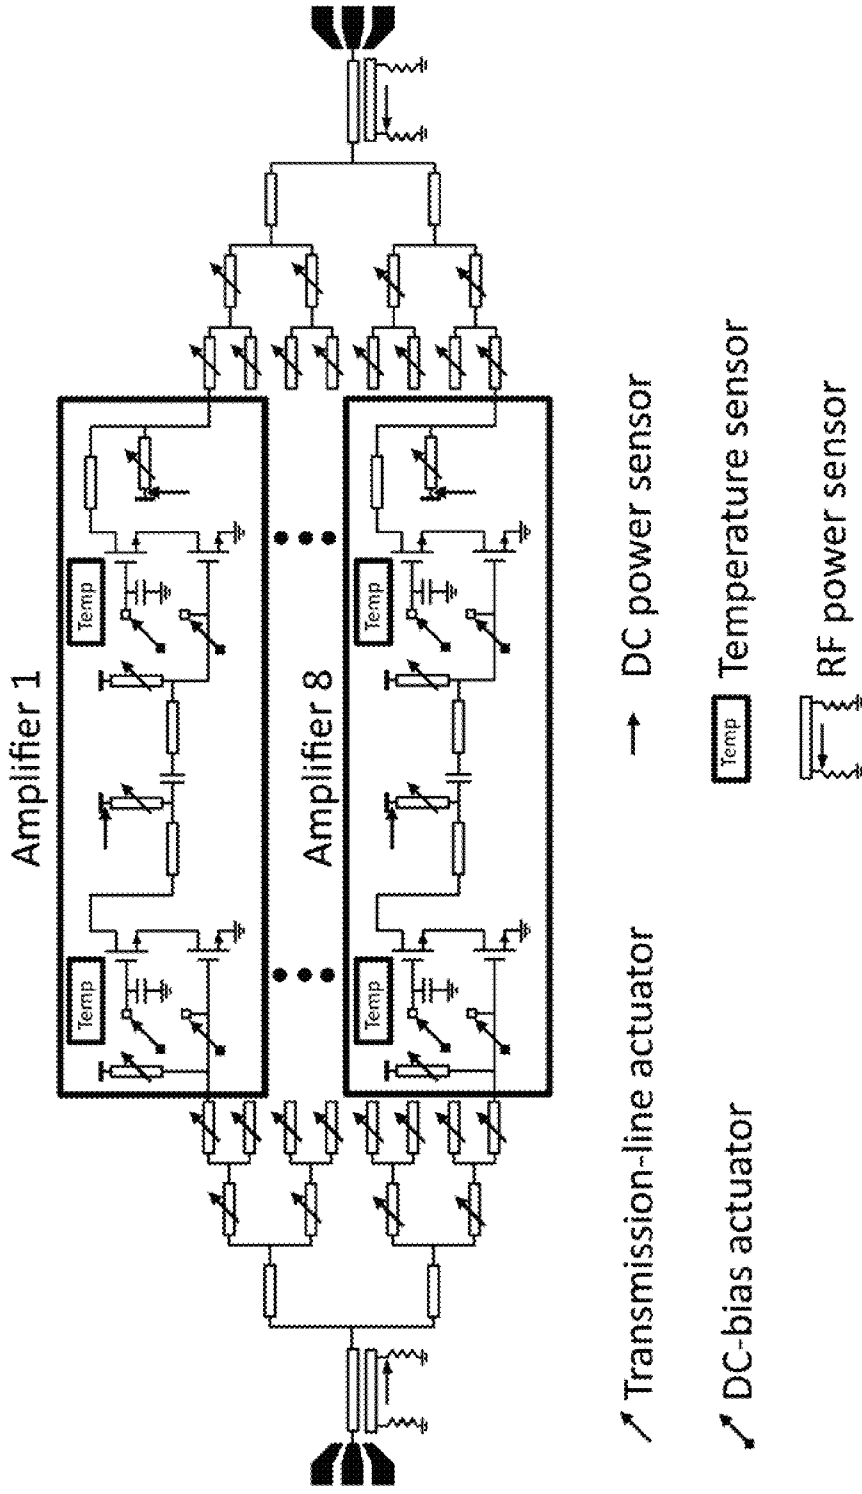 Amplifier 1
Temp
Temp
Amplifier 8
Temp
Temp
Transmission-line actuator
DC power sensor
DC-bias actuator
Temp
Temperature sensor
RF power sensor